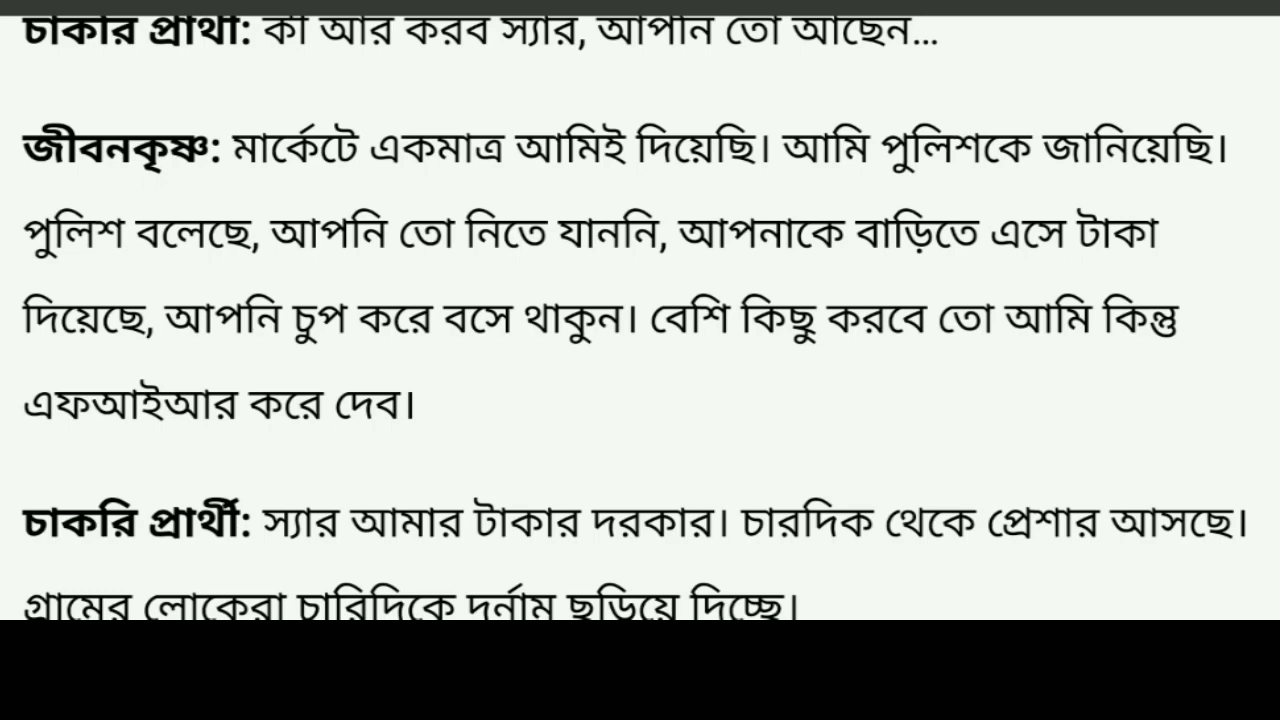 চাকরি প্রার্থী: কী আর করব স্যার, আপনি তো আছেন...
জীবনকৃষ্ণ: মার্কেটে একমাত্র আমিই দিয়েছি। আমি পুলিশকে জানিয়েছি।
পুলিশ বলেছে, আপনি তো নিতে যাননি, আপনাকে বাড়িতে এসে টাকা
দিয়েছে, আপনি চুপ করে বসে থাকুন। বেশি কিছু করবে তো আমি কিন্তু
এফআইআর করে দেব।
চাকরি প্রার্থী: স্যার আমার টাকার দরকার। চারদিক থেকে প্রেশার আসছে।
গ্রামের লোকেরা চারিদিকে দুর্নাম ছড়িয়ে দিচ্ছে।